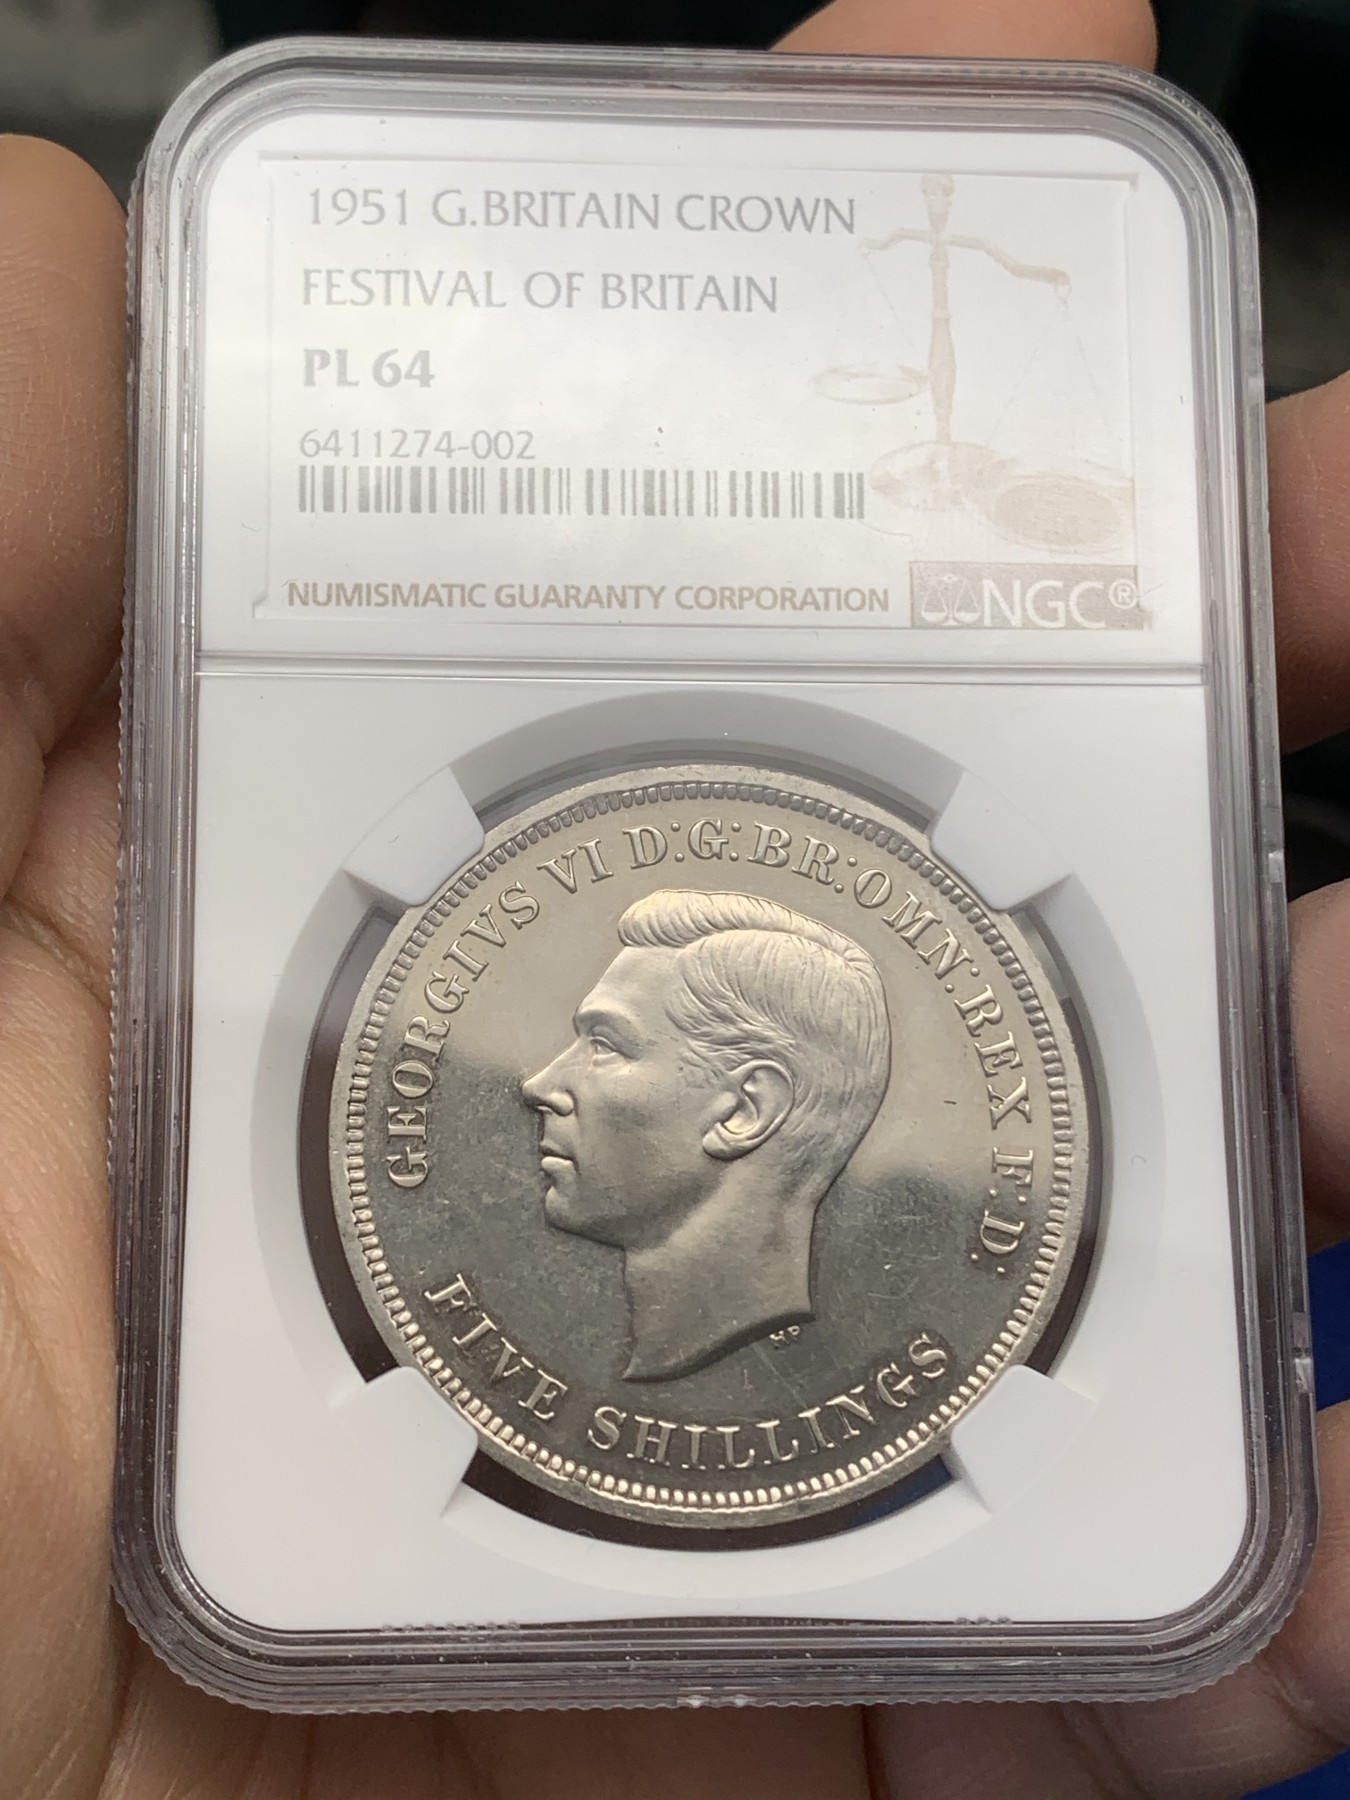 1951 G.BRITAIN CROWN
FESTIVAL OF BRITAIN
PL 64
6411274-002
NUMISMATIC GUARANTY CORPORATION
NGC®
GEORGIVS VI D:G:BR:OMN:REX F:D:
HP
FIVE SHILLINGS